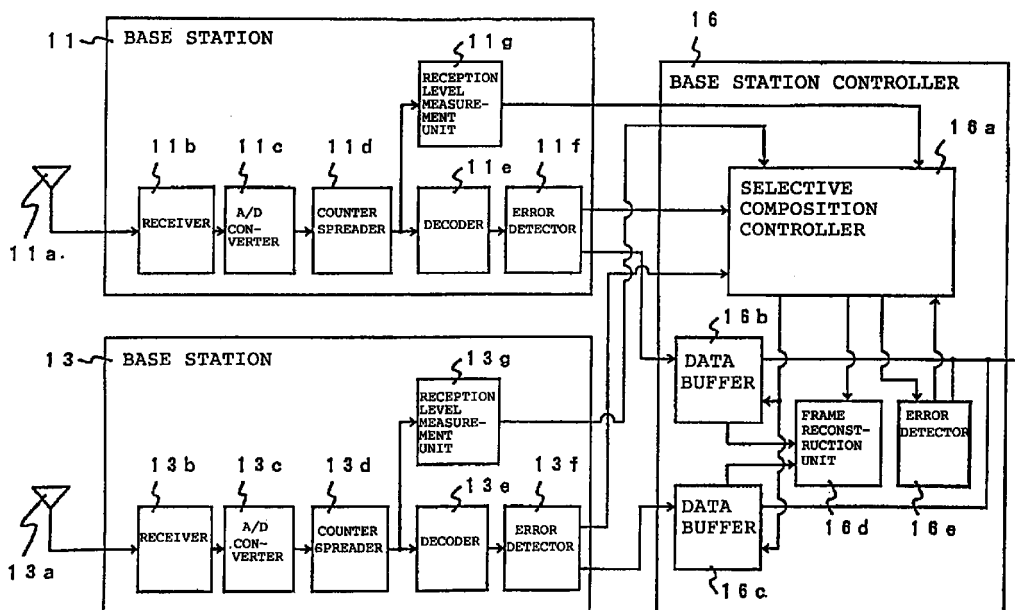 11
BASE STATION
11g
RECEPTION
LEVEL
MEASURE-
MENT
UNIT
11b
11c
11d
11e
11f
RECEIVER
A/D
CON-
VERTER
COUNTER
SPREADER
DECODER
ERROR
DETECTOR
11a.
16
BASE STATION CONTROLLER
16a
SELECTIVE
COMPOSITION
CONTROLLER
16b
DATA
BUFFER
FRAME
RECONST-
RUCTION
UNIT
ERROR
DETECTOR
16d
16e
DATA
BUFFER
16c
13
BASE STATION
13g
RECEPTION
LEVEL
MEASURE-
MENT
UNIT
13b
13c
13d
13e
13f
RECEIVER
A/D
CON-
VERTER
COUNTER
SPREADER
DECODER
ERROR
DETECTOR
13a